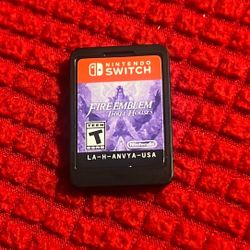 NINTENDO
SWITCH
FIRE EMBLEM
THREE HOUSES
T
Nintendo
LA-H-ANVYA-USA